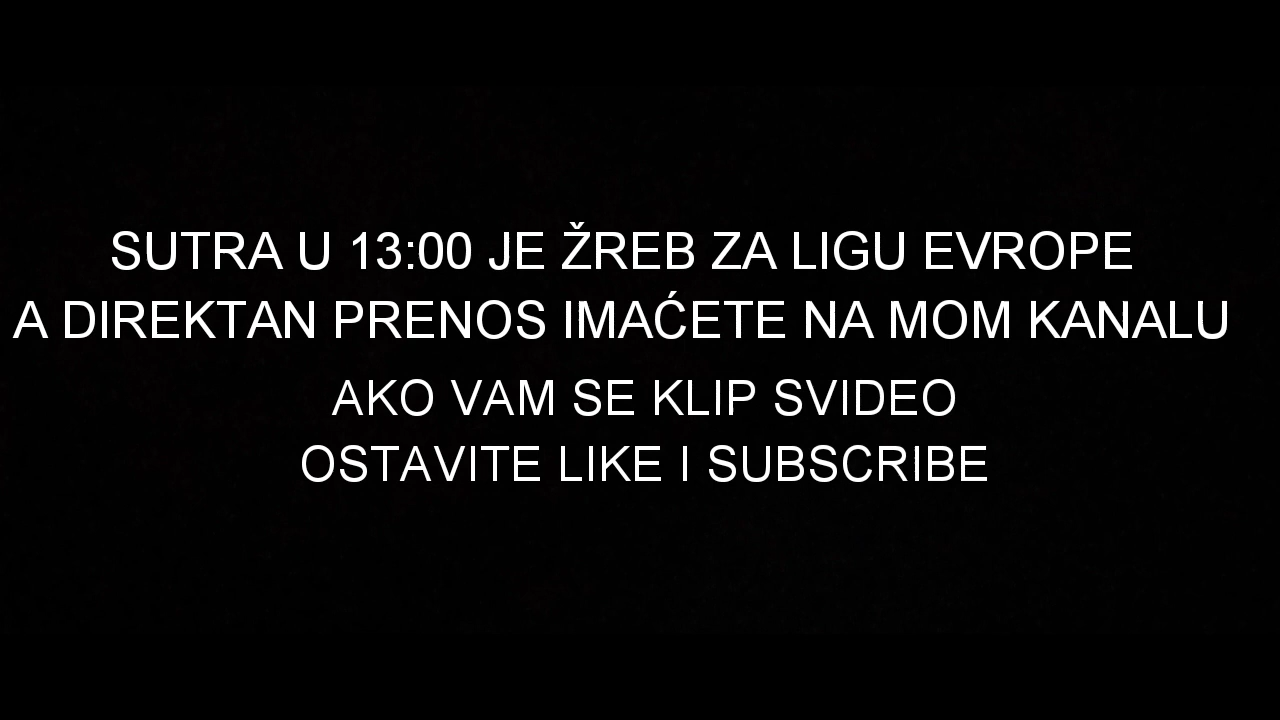 SUTRA U 13:00 JE ŽREB ZA LIGU EVROPE
A DIREKTAN PRENOS IMAĆETE NA MOM KANALU
AKO VAM SE KLIP SVIDEO
OSTAVITE LIKE I SUBSCRIBE